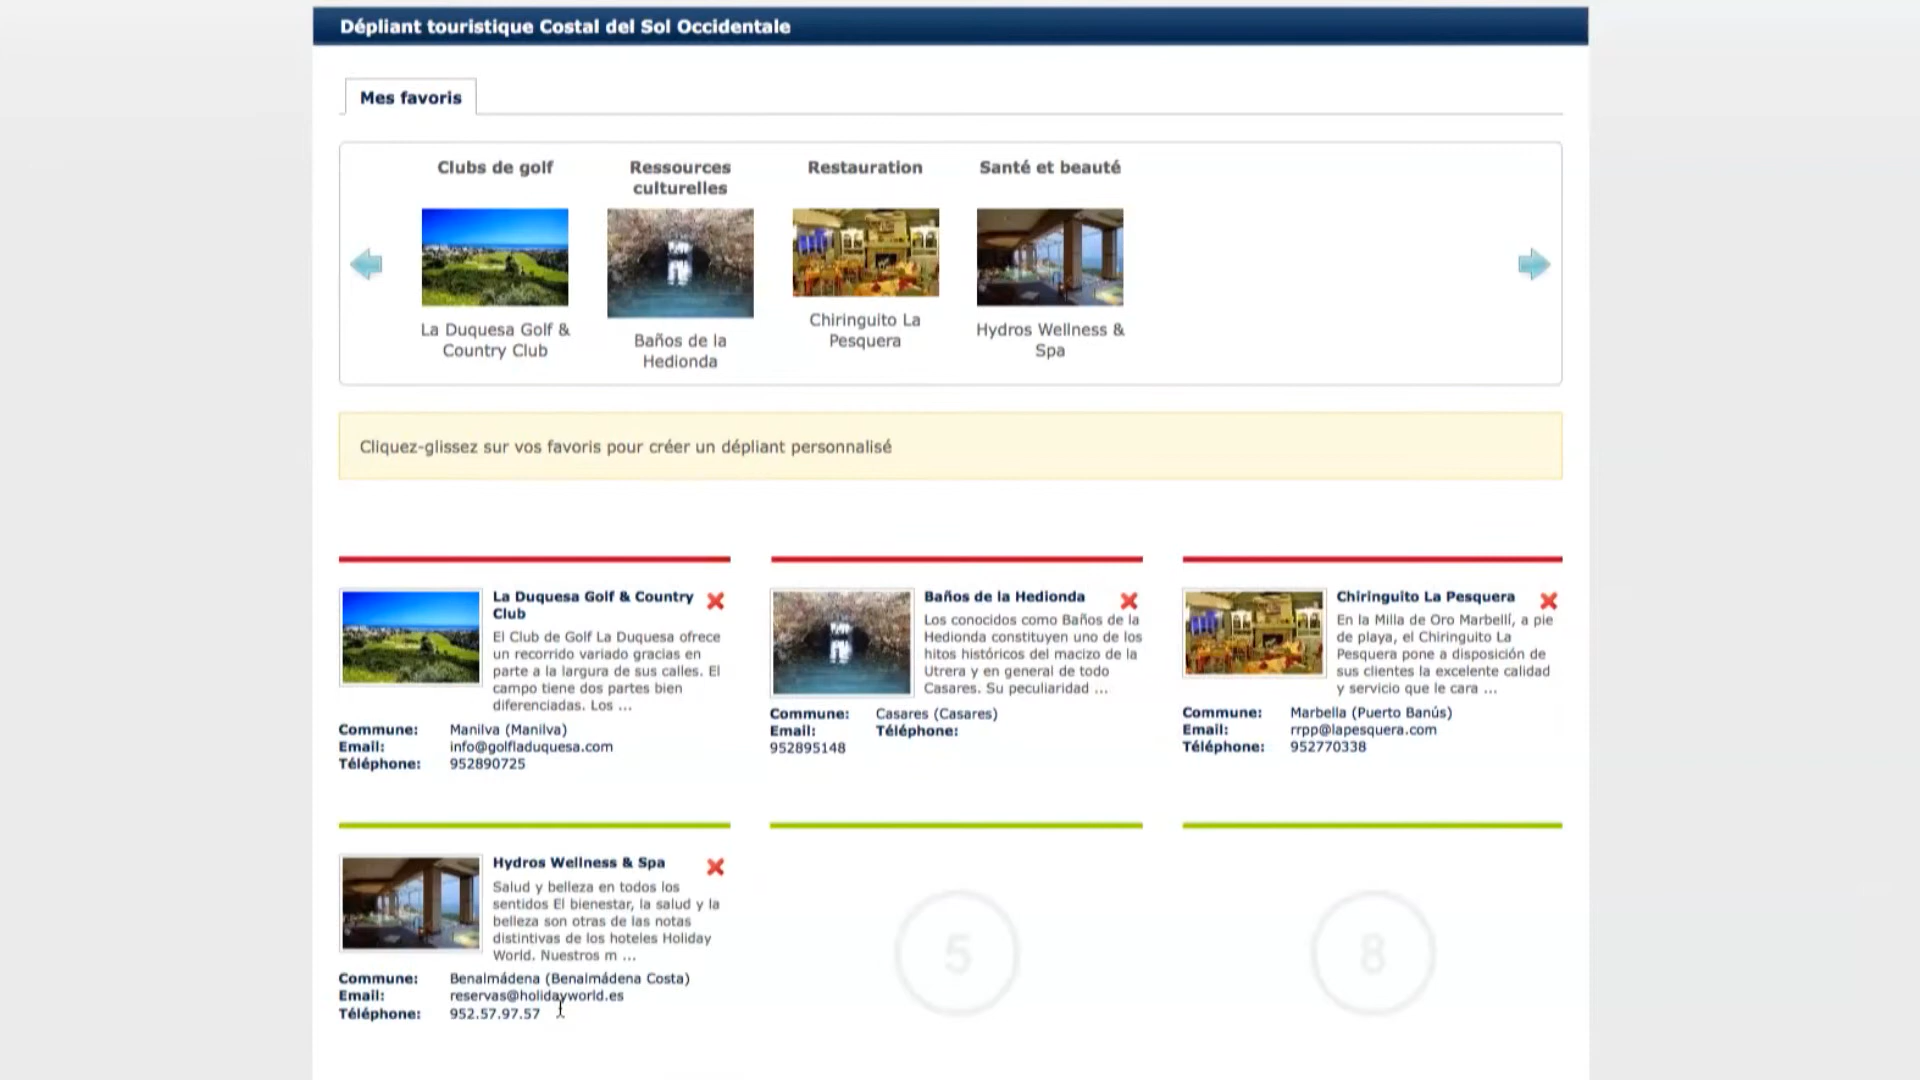 Dépliant touristique Costal del Sol Occidentale
Mes favoris
Clubs de golf
La Duquesa Golf &
Country Club
Ressources
culturelles
Baños de la
Hedionda
Restauration
Chiringuito La
Pesquera
Santé et beauté
Hydros Wellness &
Spa
Cliquez-glissez sur vos favoris pour créer un dépliant personnalisé
La Duquesa Golf & Country
Club
El Club de Golf La Duquesa ofrece
un recorrido variado gracias en
parte a la largura de sus calles. El
campo tiene dos partes bien
diferenciadas. Los ...
Commune: Manilva (Manilva)
Email: info@golfladuquesa.com
Téléphone: 952890725
Baños de la Hedionda
Los conocidos como Baños de la
Hedionda constituyen uno de los
hitos históricos del macizo de la
Utrera y en general de todo
Casares. Su peculiaridad ...
Commune: Casares (Casares)
Email: Téléphone:
952895148
Chiringuito La Pesquera
En la Milla de Oro Marbellí, a pie
de playa, el Chiringuito La
Pesquera pone a disposición de
sus clientes la excelente calidad
y servicio que le cara ...
Commune: Marbella (Puerto Banús)
Email: rrpp@lapesquera.com
Téléphone: 952770338
Hydros Wellness & Spa
Salud y belleza en todos los
sentidos El bienestar, la salud y la
belleza son otras de las notas
distintivas de los hoteles Holiday
World. Nuestros m ...
Commune: Benalmádena (Benalmádena Costa)
Email: reservas@holidayworld.es
Téléphone: 952.57.97.57
5
8